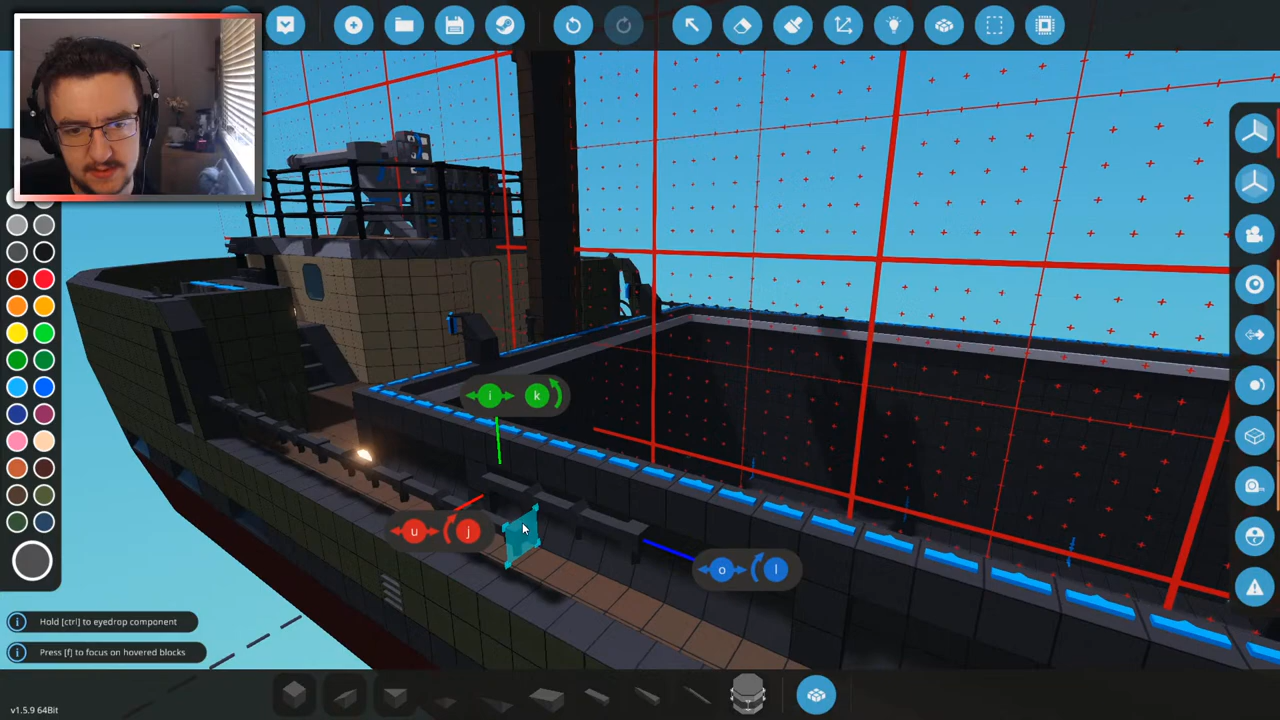 i k
u j
o l
Hold [ctrl] to eyedrop component
Press [f] to focus on hovered blocks
v1.5.9 64Bit